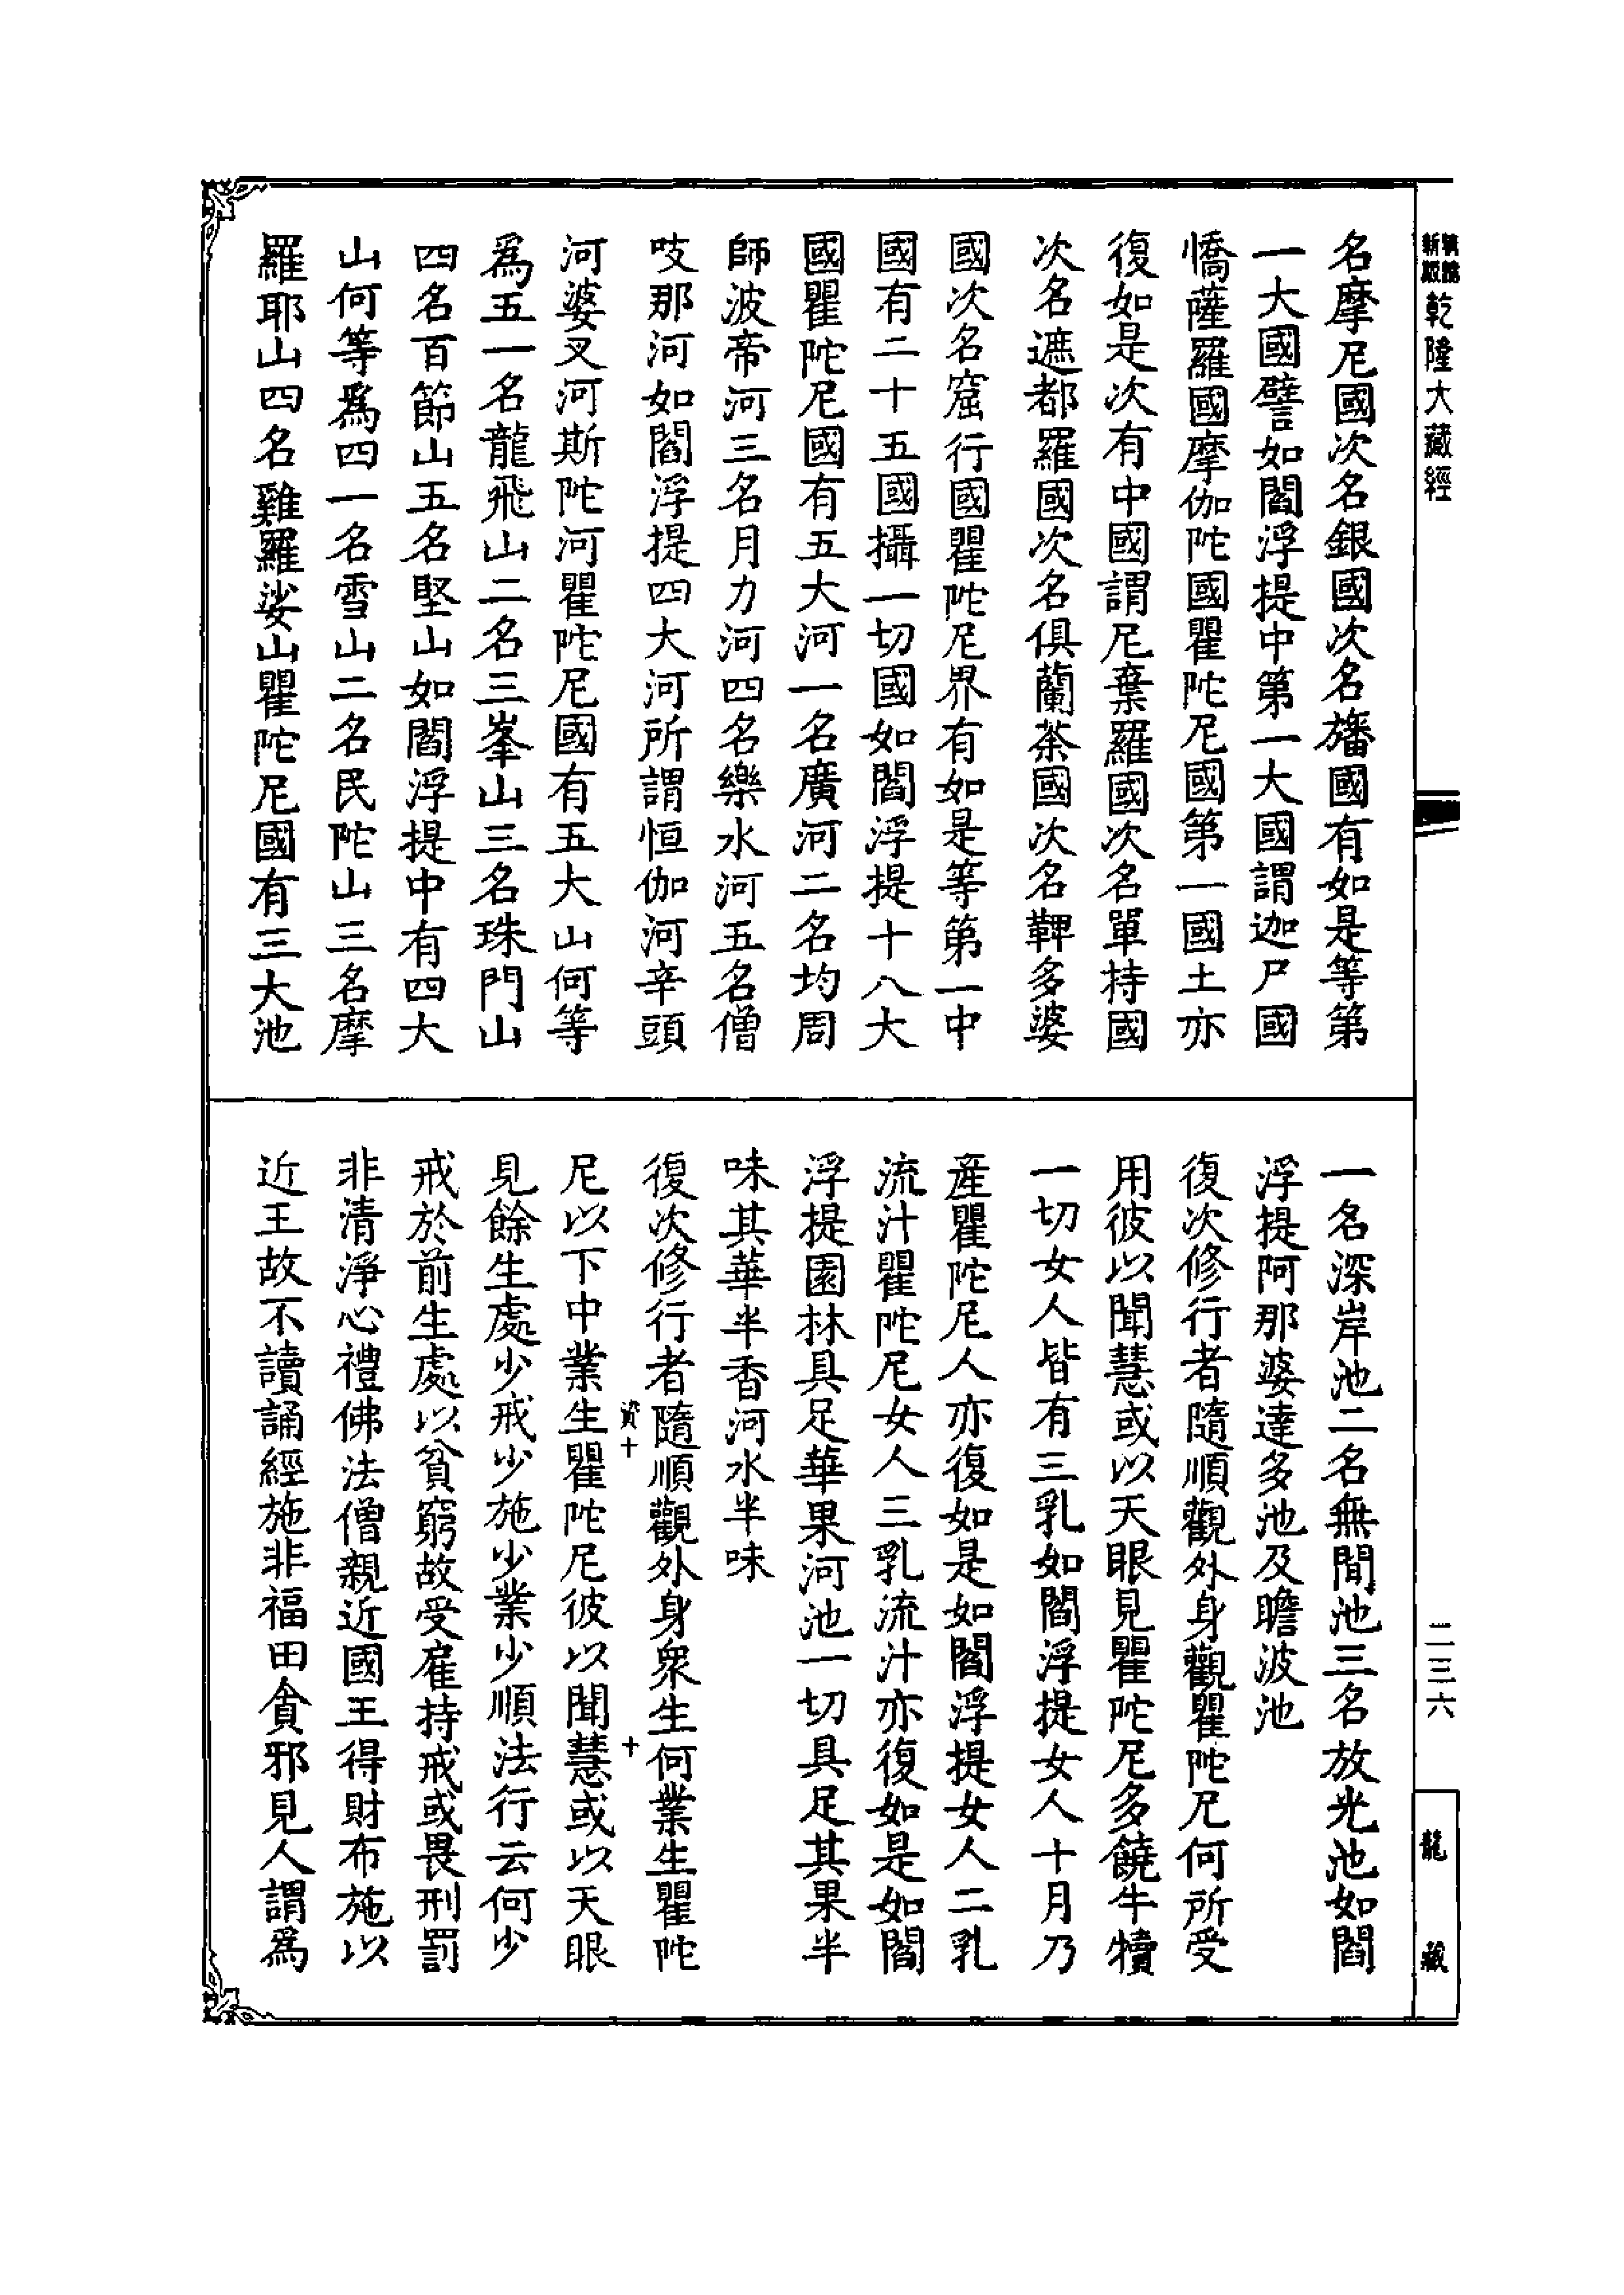 新版
乾隆大藏經
名摩尼國次名銀國次名旛國有如是等第
一大國譬如閻浮提中第一大國謂迦尸國
憍薩羅國摩伽陀國瞿陀尼國第一國土亦
復如是次有中國謂尼棄羅國次名單持國
次名遮都羅國次名俱蘭茶國次名鞞多婆
國次名窟行國瞿陀尼界有如是等第一中
國有二十五國攝一切國如閻浮提十八大
國瞿陀尼國有五大河一名廣河二名均周
師波帝河三名月力河四名樂水河五名僧
吱那河如閻浮提四大河所謂恒伽河辛頭
河婆叉河斯陀河瞿陀尼國有五大山何等
爲五一名龍飛山二名三峯山三名珠門山
四名百節山五名堅山如閻浮提中有四大
山何等爲四一名雪山二名民陀山三名摩
羅耶山四名雞羅娑山瞿陀尼國有三大池
一名深岸池二名無間池三名放光池如閻
浮提阿那婆達多池及瞻波池
復次修行者隨順觀外身觀瞿陀尼何所受
用彼以聞慧或以天眼見瞿陀尼多饒牛犢
一切女人皆有三乳如閻浮提女人十月乃
産瞿陀尼人亦復如是如閻浮提女人二乳
流汁瞿陀尼女人三乳流汁亦復如是如閻
浮提園林具足華果河池一切具足其果半
味其華半香河水半味
復次修行者隨順觀外身衆生何業生瞿陀
資十
十
尼以下中業生瞿陀尼彼以聞慧或以天眼
見餘生處少戒少施少業少順法行云何少
戒於前生處以貧窮故受雇持戒或畏刑罰
非清淨心禮佛法僧親近國王得財布施以
近王故不讀誦經施非福田貪邪見人謂爲
二三六
龍藏